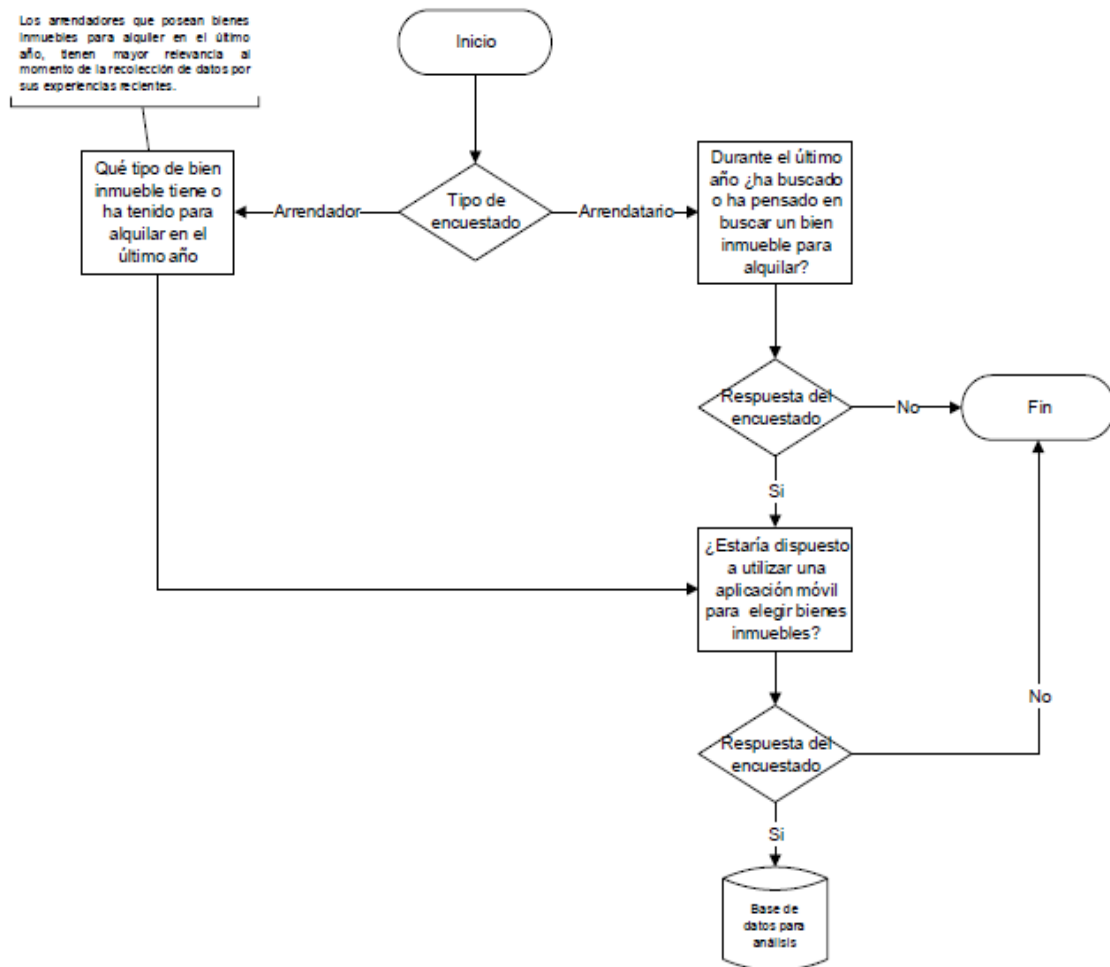 Los arrendadores que posean bienes
inmuebles para alquiler en el último
año, tienen mayor relevancia al
momento de la recolección de datos por
sus experiencias recientes.
Inicio
Qué tipo de bien
inmueble tiene o
ha tenido para
alquilar en el
último año
Arrendador
Tipo de
encuestado
Arrendatario
Durante el último
año ¿ha buscado
o ha pensado en
buscar un bien
inmueble para
alquilar?
Respuesta del
encuestado
No
Fin
Si
¿Estaría dispuesto
a utilizar una
aplicación móvil
para elegir bienes
inmuebles?
No
Respuesta del
encuestado
Si
Base de
datos para
análisis